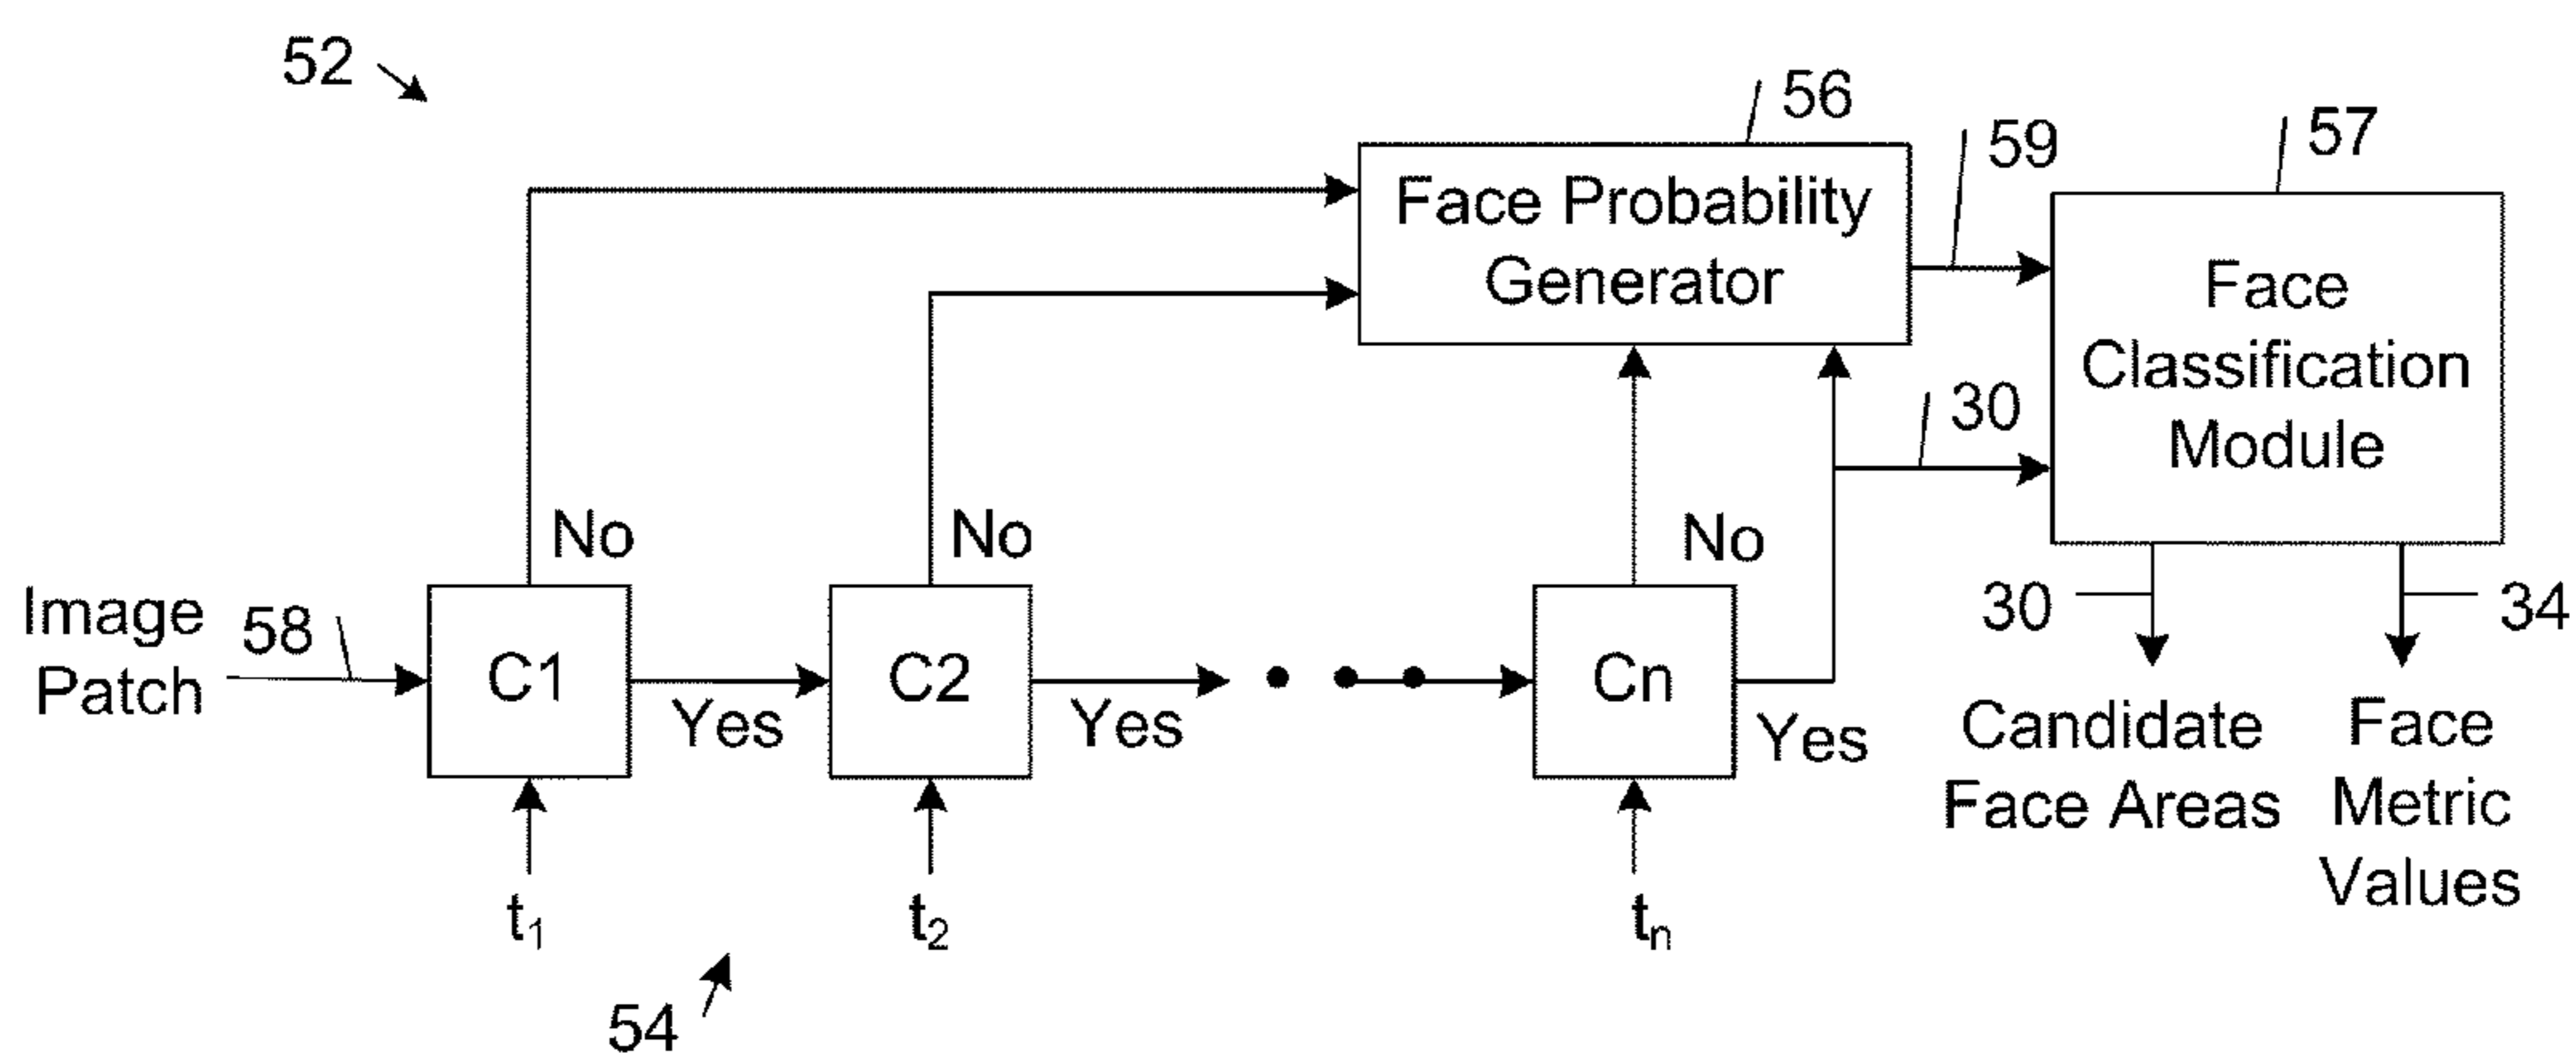 52
56
59
57
Face Probability
Generator
Face
Classification
Module
30
No
No
No
Image
Patch
58
C1
Yes
C2
Yes
Cn
Yes
30
34
Candidate
Face Areas
Face
Metric
Values
t1
t2
tn
54